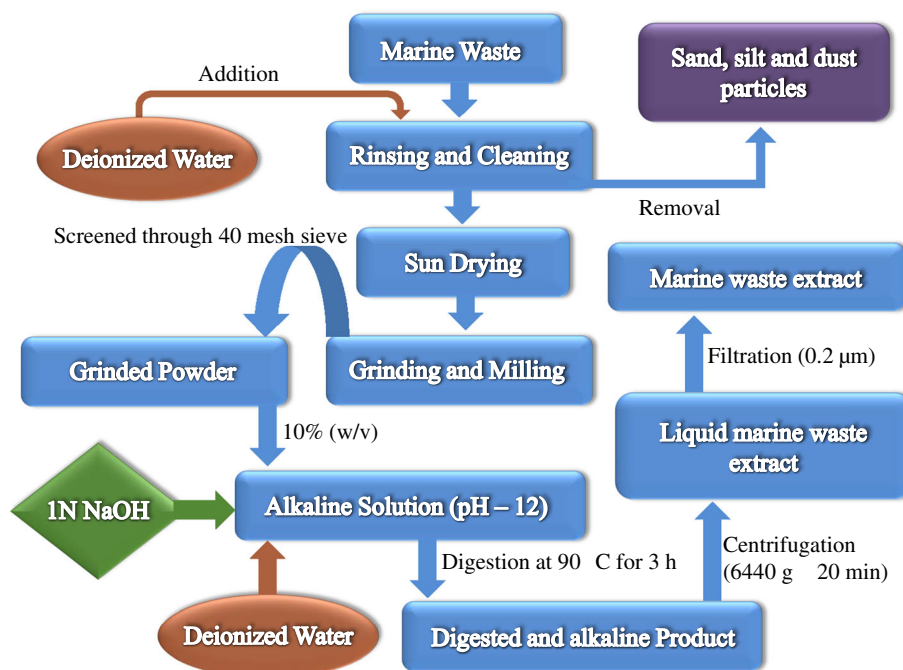 Marine Waste
Sand, silt and dust
particles
Addition
Deionized Water
Rinsing and Cleaning
Removal
Screened through 40 mesh sieve
Sun Drying
Marine waste extract
Grinded Powder
Grinding and Milling
Filtration (0.2 µm)
10% (w/v)
Liquid marine waste
extract
1N NaOH
Alkaline Solution (pH – 12)
Digestion at 90 C for 3 h
Centrifugation
(6440 g 20 min)
Deionized Water
Digested and alkaline Product